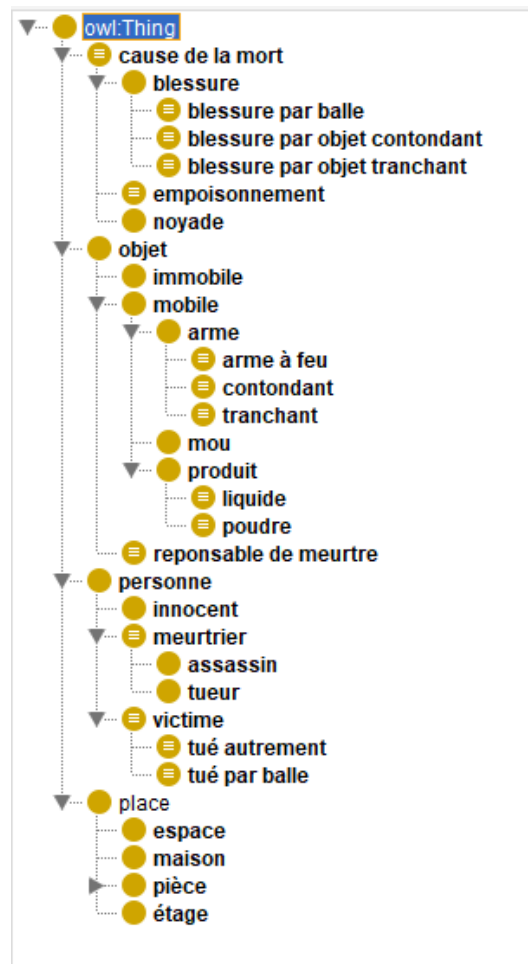 owl:Thing
cause de la mort
blessure
blessure par balle
blessure par objet contondant
blessure par objet tranchant
empoisonnement
noyade
objet
immobile
mobile
arme
arme à feu
contondant
tranchant
mou
produit
liquide
poudre
reponsable de meurtre
personne
innocent
meurtrier
assassin
tueur
victime
tué autrement
tué par balle
place
espace
maison
pièce
étage